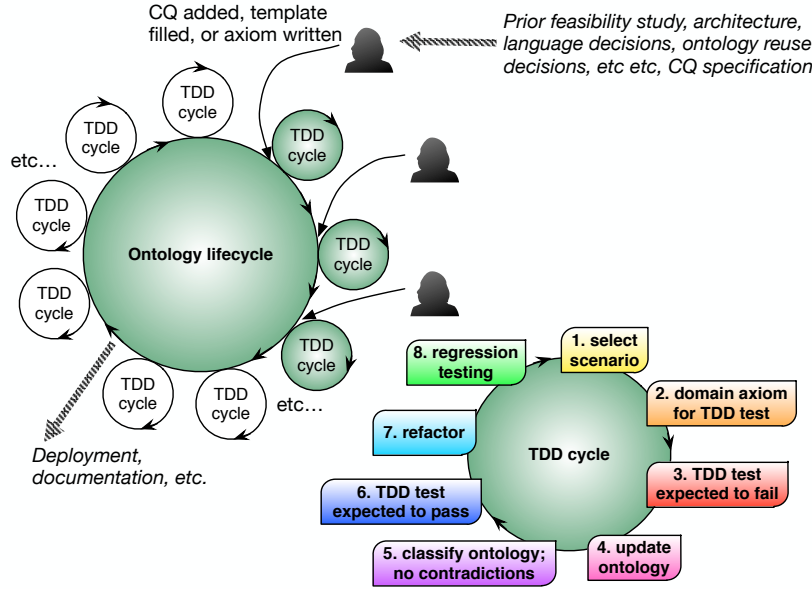 CQ added, template
filled, or axiom written
Prior feasibility study, architecture,
language decisions, ontology reuse
decisions, etc etc, CQ specification
TDD
cycle
TDD
cycle
TDD
cycle
etc…
TDD
cycle
Ontology lifecycle
TDD
cycle
TDD
cycle
TDD
cycle
TDD
cycle
TDD
cycle
etc…
Deployment,
documentation, etc.
1. select
scenario
8. regression
testing
2. domain axiom
for TDD test
7. refactor
TDD cycle
3. TDD test
expected to fail
6. TDD test
expected to pass
5. classify ontology;
no contradictions
4. update
ontology